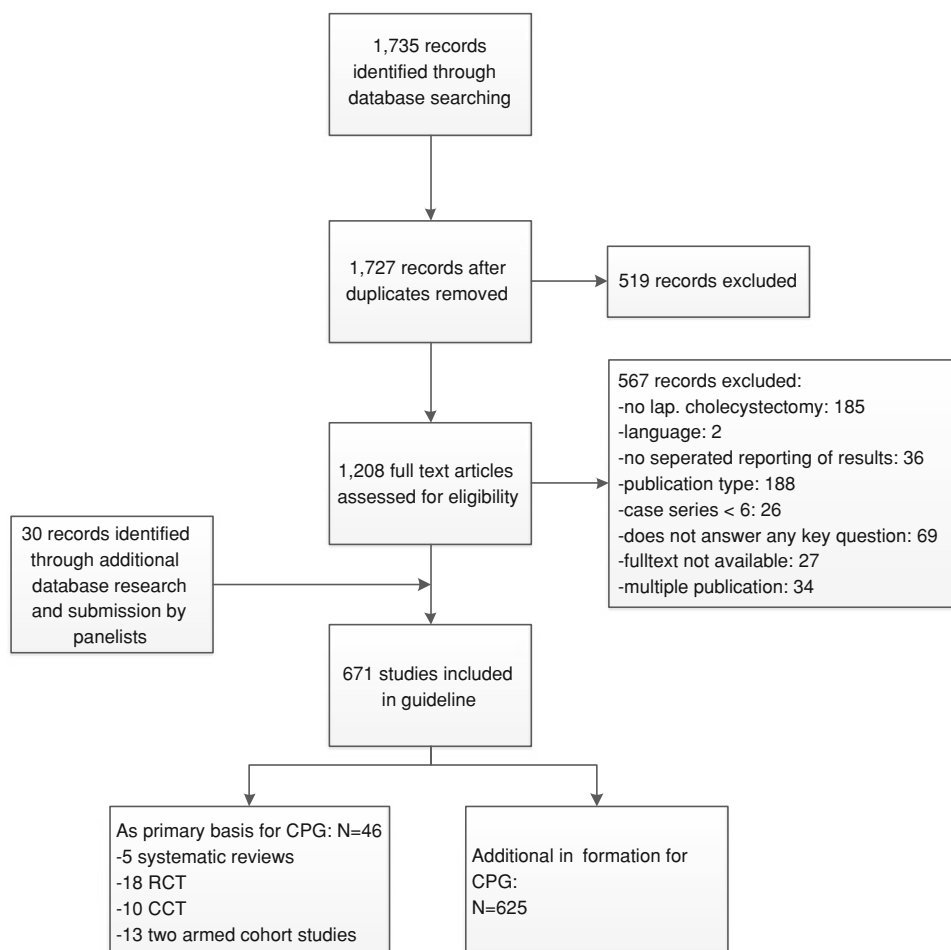 1,735 records
identified through
database searching
1,727 records after
duplicates removed
519 records excluded
1,208 full text articles
assessed for eligibility
567 records excluded:
-no lap. cholecystectomy: 185
-language: 2
-no seperated reporting of results: 36
-publication type: 188
-case series < 6: 26
-does not answer any key question: 69
-fulltext not available: 27
-multiple publication: 34
30 records identified
through additional
database research
and submission by
panelists
671 studies included
in guideline
As primary basis for CPG: N=46
-5 systematic reviews
-18 RCT
-10 CCT
-13 two armed cohort studies
Additional in formation for
CPG:
N=625